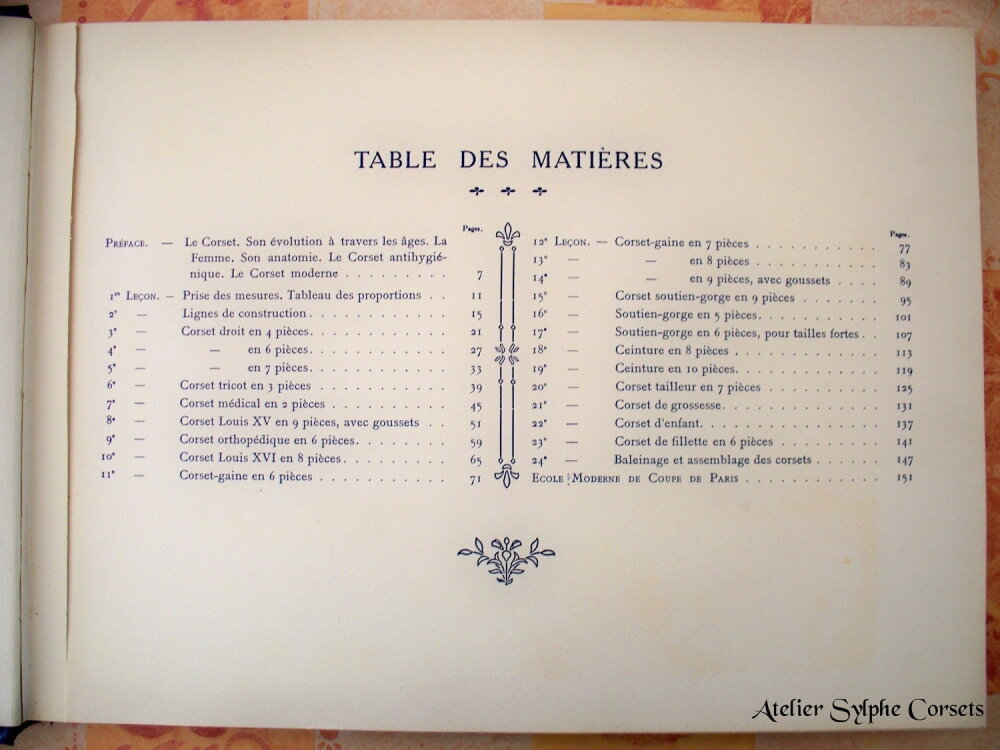 TABLE DES MATIÈRES
Pages.
PRÉFACE. — Le Corset. Son évolution à travers les âges. La
Femme. Son anatomie. Le Corset antihygié-
nique. Le Corset moderne . . . . . . . . . 7
1re LEÇON. — Prise des mesures. Tableau des proportions . . 11
2e — Lignes de construction. . . . . . . . . . . . 15
3e — Corset droit en 4 pièces. . . . . . . . . . . . 21
4e — — en 6 pièces. . . . . . . . . . . . 27
5e — — en 7 pièces. . . . . . . . . . . . 33
6e — Corset tricot en 3 pièces . . . . . . . . . . . 39
7e — Corset médical en 2 pièces . . . . . . . . . . 45
8e — Corset Louis XV en 9 pièces, avec goussets . . 51
9e — Corset orthopédique en 6 pièces. . . . . . . . 59
10e — Corset Louis XVI en 8 pièces. . . . . . . . . 65
11e — Corset-gaine en 6 pièces . . . . . . . . . . . 71
Pages.
12e LEÇON. — Corset-gaine en 7 pièces . . . . . . . . . . 77
13e — — en 8 pièces . . . . . . . . . . 83
14e — — en 9 pièces, avec goussets . . . . 89
15e — Corset soutien-gorge en 9 pièces . . . . . . . 95
16e — Soutien-gorge en 5 pièces. . . . . . . . . . . 101
17e — Soutien-gorge en 6 pièces, pour tailles fortes . . 107
18e — Ceinture en 8 pièces . . . . . . . . . . . . 113
19e — Ceinture en 10 pièces. . . . . . . . . . . . 119
20e — Corset tailleur en 7 pièces . . . . . . . . . . 125
21e — Corset de grossesse. . . . . . . . . . . . . 131
22e — Corset d'enfant. . . . . . . . . . . . . . . 137
23e — Corset de fillette en 6 pièces . . . . . . . . . 141
24e — Baleinage et assemblage des corsets . . . . . . 147
ECOLE MODERNE DE COUPE DE PARIS . . . . . . . . . . . . 151
Atelier Sylphe Corsets